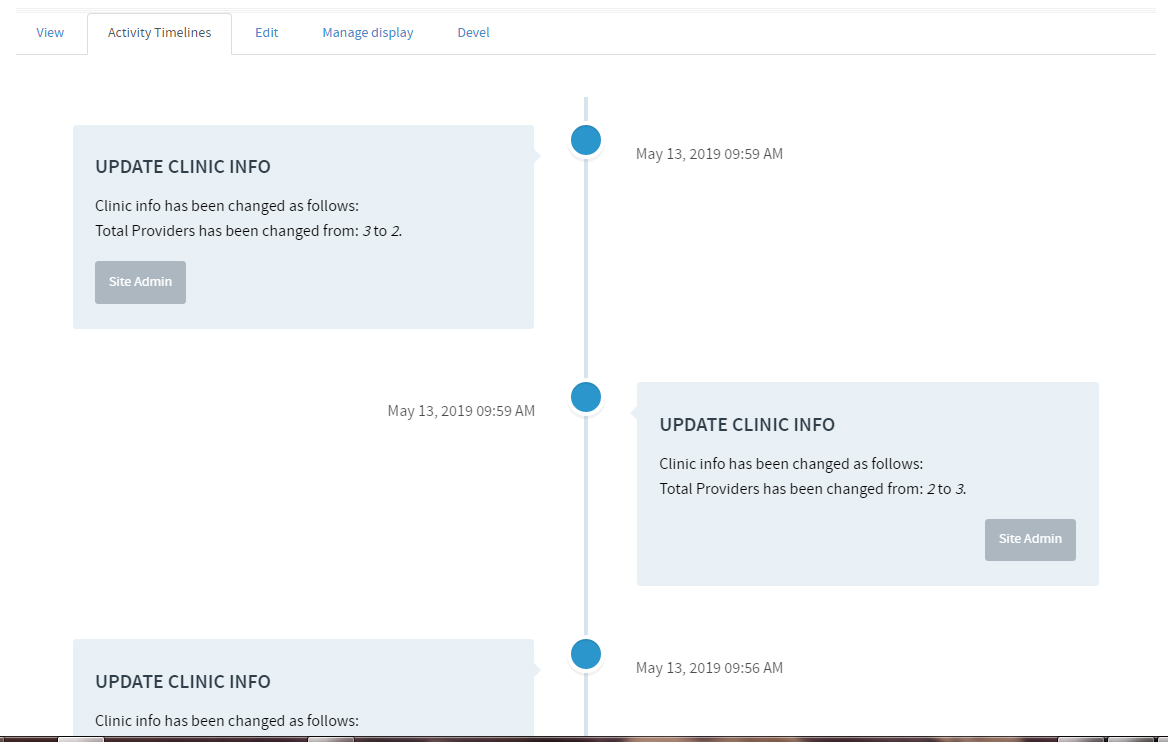 View
Activity Timelines
Edit
Manage display
Devel
UPDATE CLINIC INFO
Clinic info has been changed as follows:
Total Providers has been changed from: 3 to 2.
Site Admin
May 13, 2019 09:59 AM
May 13, 2019 09:59 AM
UPDATE CLINIC INFO
Clinic info has been changed as follows:
Total Providers has been changed from: 2 to 3.
Site Admin
UPDATE CLINIC INFO
Clinic info has been changed as follows:
May 13, 2019 09:56 AM